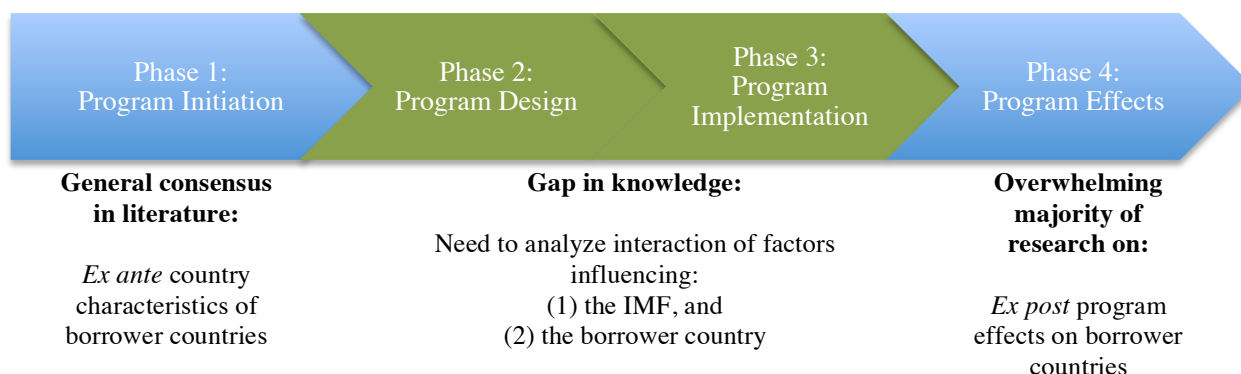 Phase 1:
Program Initiation
Phase 2:
Program Design
Phase 3:
Program
Implementation
Phase 4:
Program Effects
General consensus
in literature:
Ex ante country
characteristics of
borrower countries
Gap in knowledge:
Need to analyze interaction of factors
influencing:
(1) the IMF, and
(2) the borrower country
Overwhelming
majority of
research on:
Ex post program
effects on borrower
countries